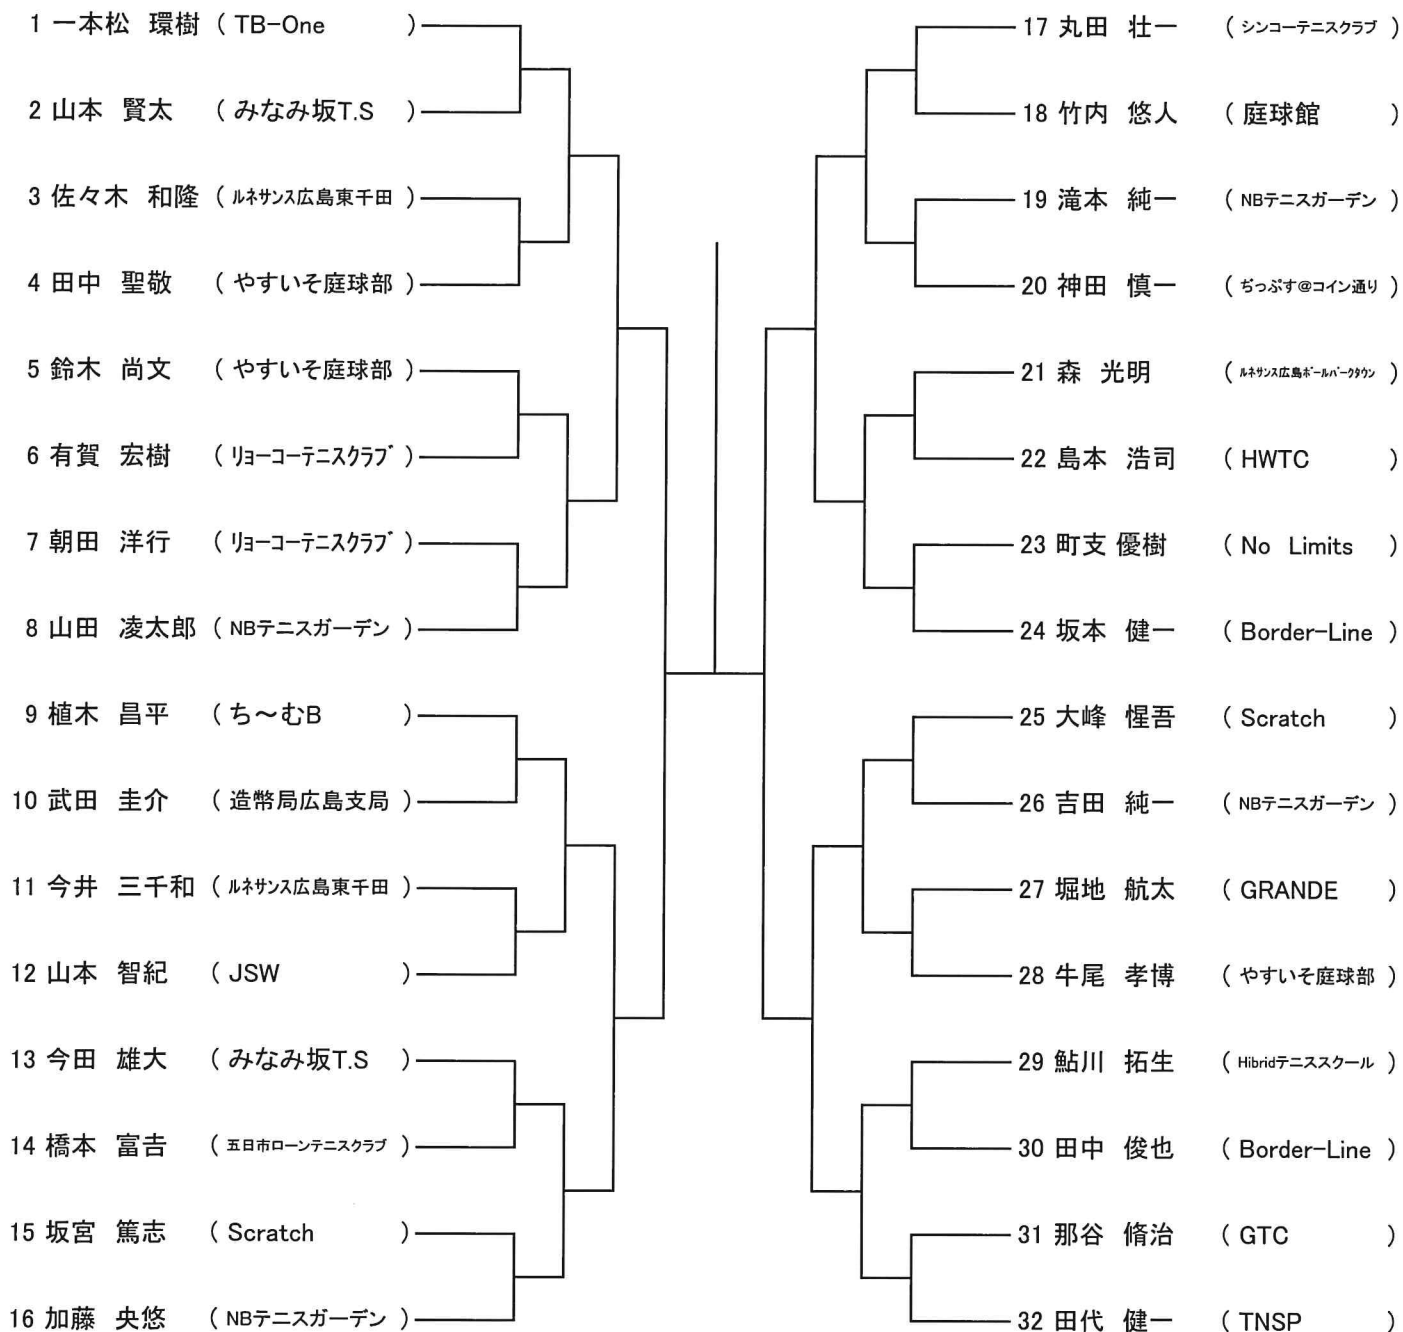 1 一本松 環樹 ( TB-One )
2 山本 賢太 ( みなみ坂T.S )
3 佐々木 和隆 ( ルネサンス広島東千田 )
4 田中 聖敬 ( やすいそ庭球部 )
5 鈴木 尚文 ( やすいそ庭球部 )
6 有賀 宏樹 ( リョーコーテニスクラブ )
7 朝田 洋行 ( リョーコーテニスクラブ )
8 山田 凌太郎 ( NBテニスガーデン )
9 植木 昌平 ( ち～むB )
10 武田 圭介 ( 造幣局広島支局 )
11 今井 三千和 ( ルネサンス広島東千田 )
12 山本 智紀 ( JSW )
13 今田 雄大 ( みなみ坂T.S )
14 橋本 富吉 ( 五日市ローンテニスクラブ )
15 坂宮 篤志 ( Scratch )
16 加藤 央悠 ( NBテニスガーデン )
17 丸田 壮一 ( シンコーテニスクラブ )
18 竹内 悠人 ( 庭球館 )
19 滝本 純一 ( NBテニスガーデン )
20 神田 慎一 ( ぢっぷす@コイン通り )
21 森 光明 ( ルネサンス広島ボールパークタウン )
22 島本 浩司 ( HWTC )
23 町支 優樹 ( No Limits )
24 坂本 健一 ( Border-Line )
25 大峰 惺吾 ( Scratch )
26 吉田 純一 ( NBテニスガーデン )
27 堀地 航太 ( GRANDE )
28 牛尾 孝博 ( やすいそ庭球部 )
29 鮎川 拓生 ( Hibridテニススクール )
30 田中 俊也 ( Border-Line )
31 那谷 脩治 ( GTC )
32 田代 健一 ( TNSP )